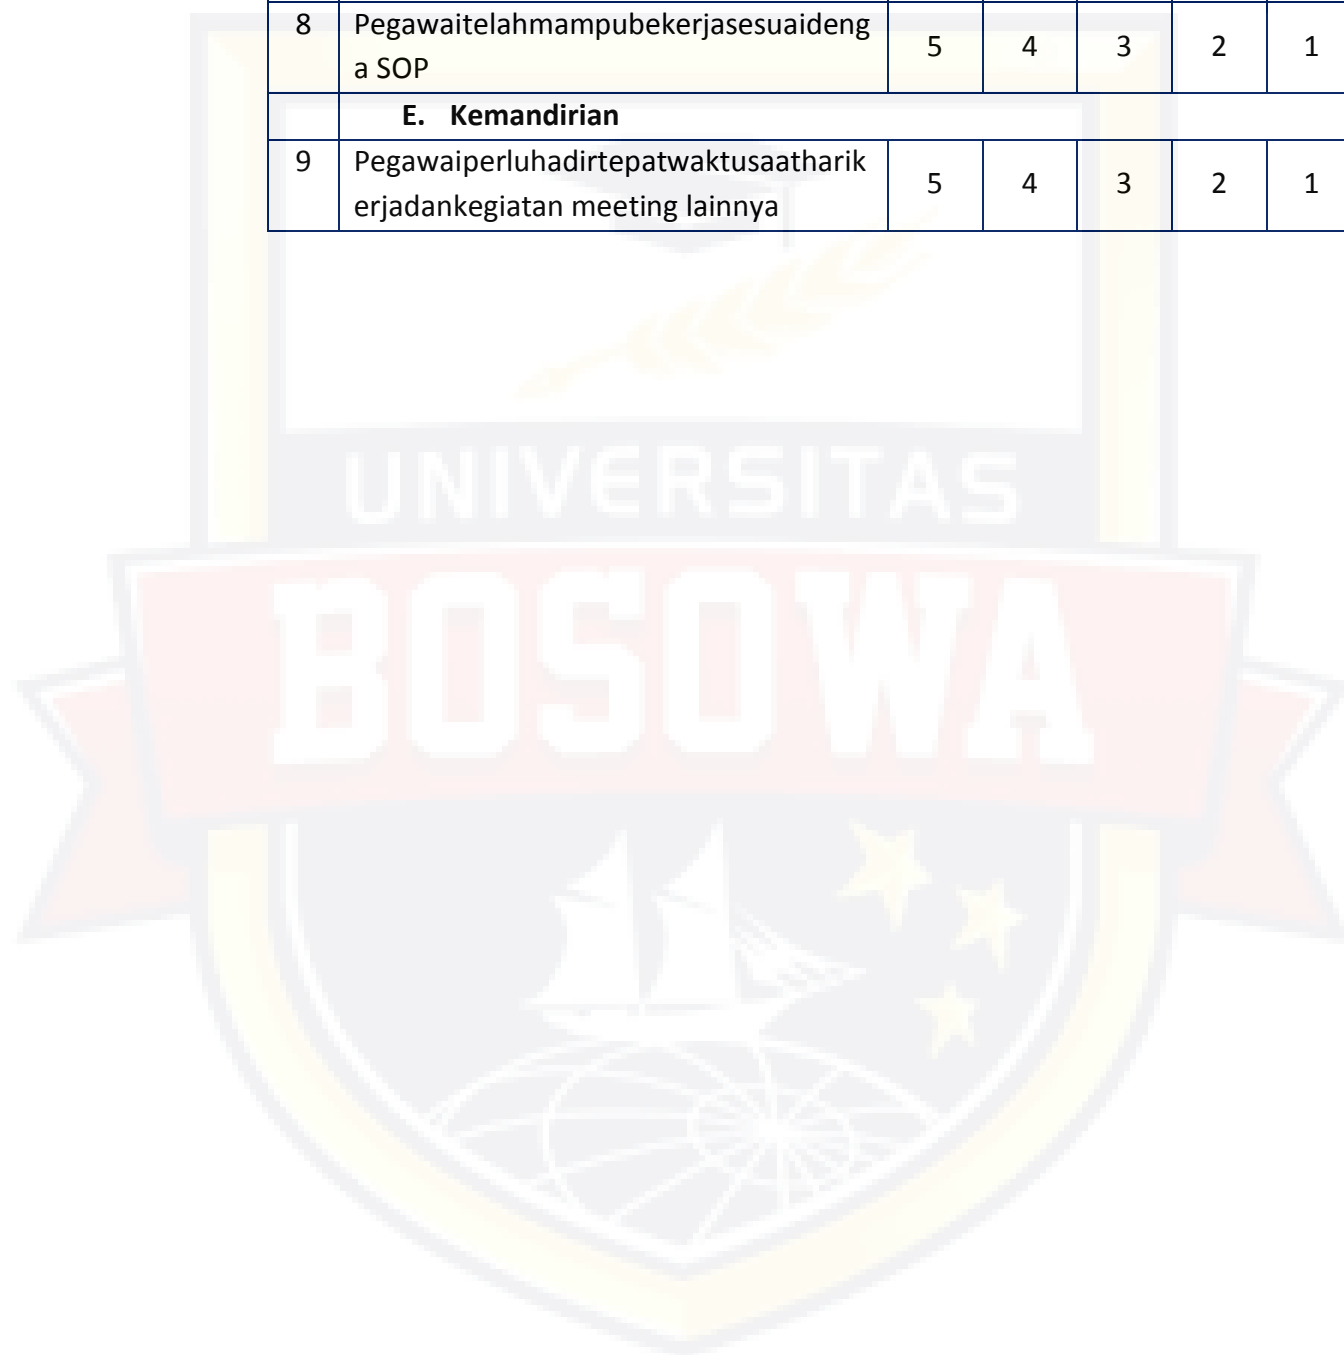 8 Pegawaitelahmampubekerjasesuaideng 5 4 3 2 1
a SOP
E. Kemandirian
9 Pegawaiperluhadirtepatwaktusaatharik 5 4 3 2 1
erjadankegiatan meeting lainnya
UNIVERSITAS
BOSOWA